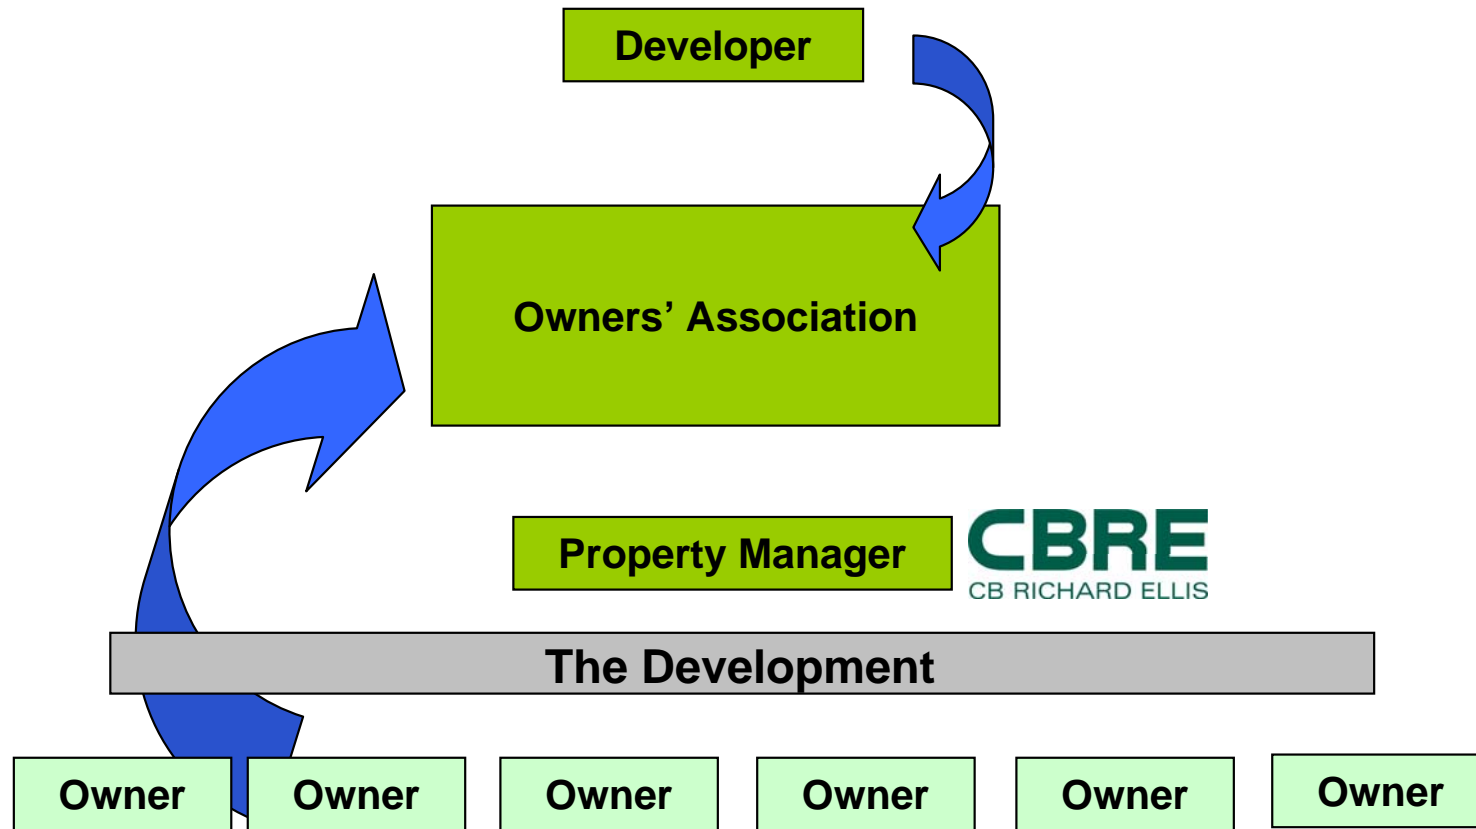 Developer
Owners’ Association
Property Manager
CBRE
CB RICHARD ELLIS
The Development
Owner
Owner
Owner
Owner
Owner
Owner